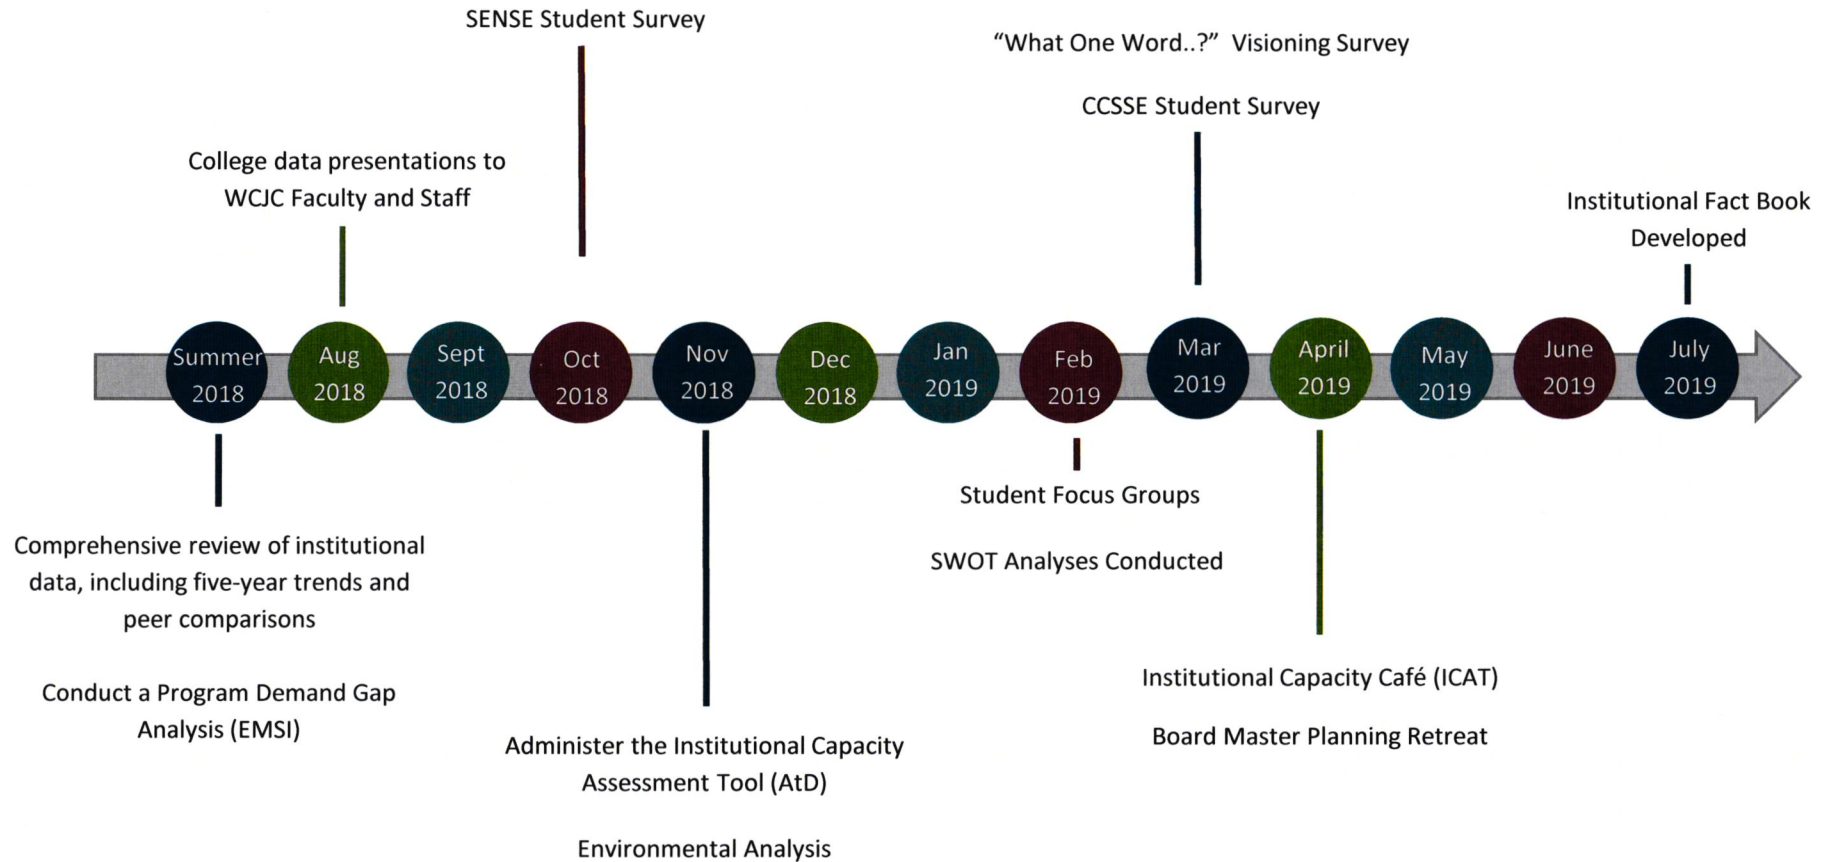 SENSE Student Survey
“What One Word..?” Visioning Survey
CCSSE Student Survey
College data presentations to
WCJC Faculty and Staff
Institutional Fact Book
Developed
Summer
2018
Aug
2018
Sept
2018
Oct
2018
Nov
2018
Dec
2018
Jan
2019
Feb
2019
Mar
2019
April
2019
May
2019
June
2019
July
2019
Comprehensive review of institutional
data, including five-year trends and
peer comparisons
Conduct a Program Demand Gap
Analysis (EMSI)
Administer the Institutional Capacity
Assessment Tool (AtD)
Environmental Analysis
Student Focus Groups
SWOT Analyses Conducted
Institutional Capacity Café (ICAT)
Board Master Planning Retreat